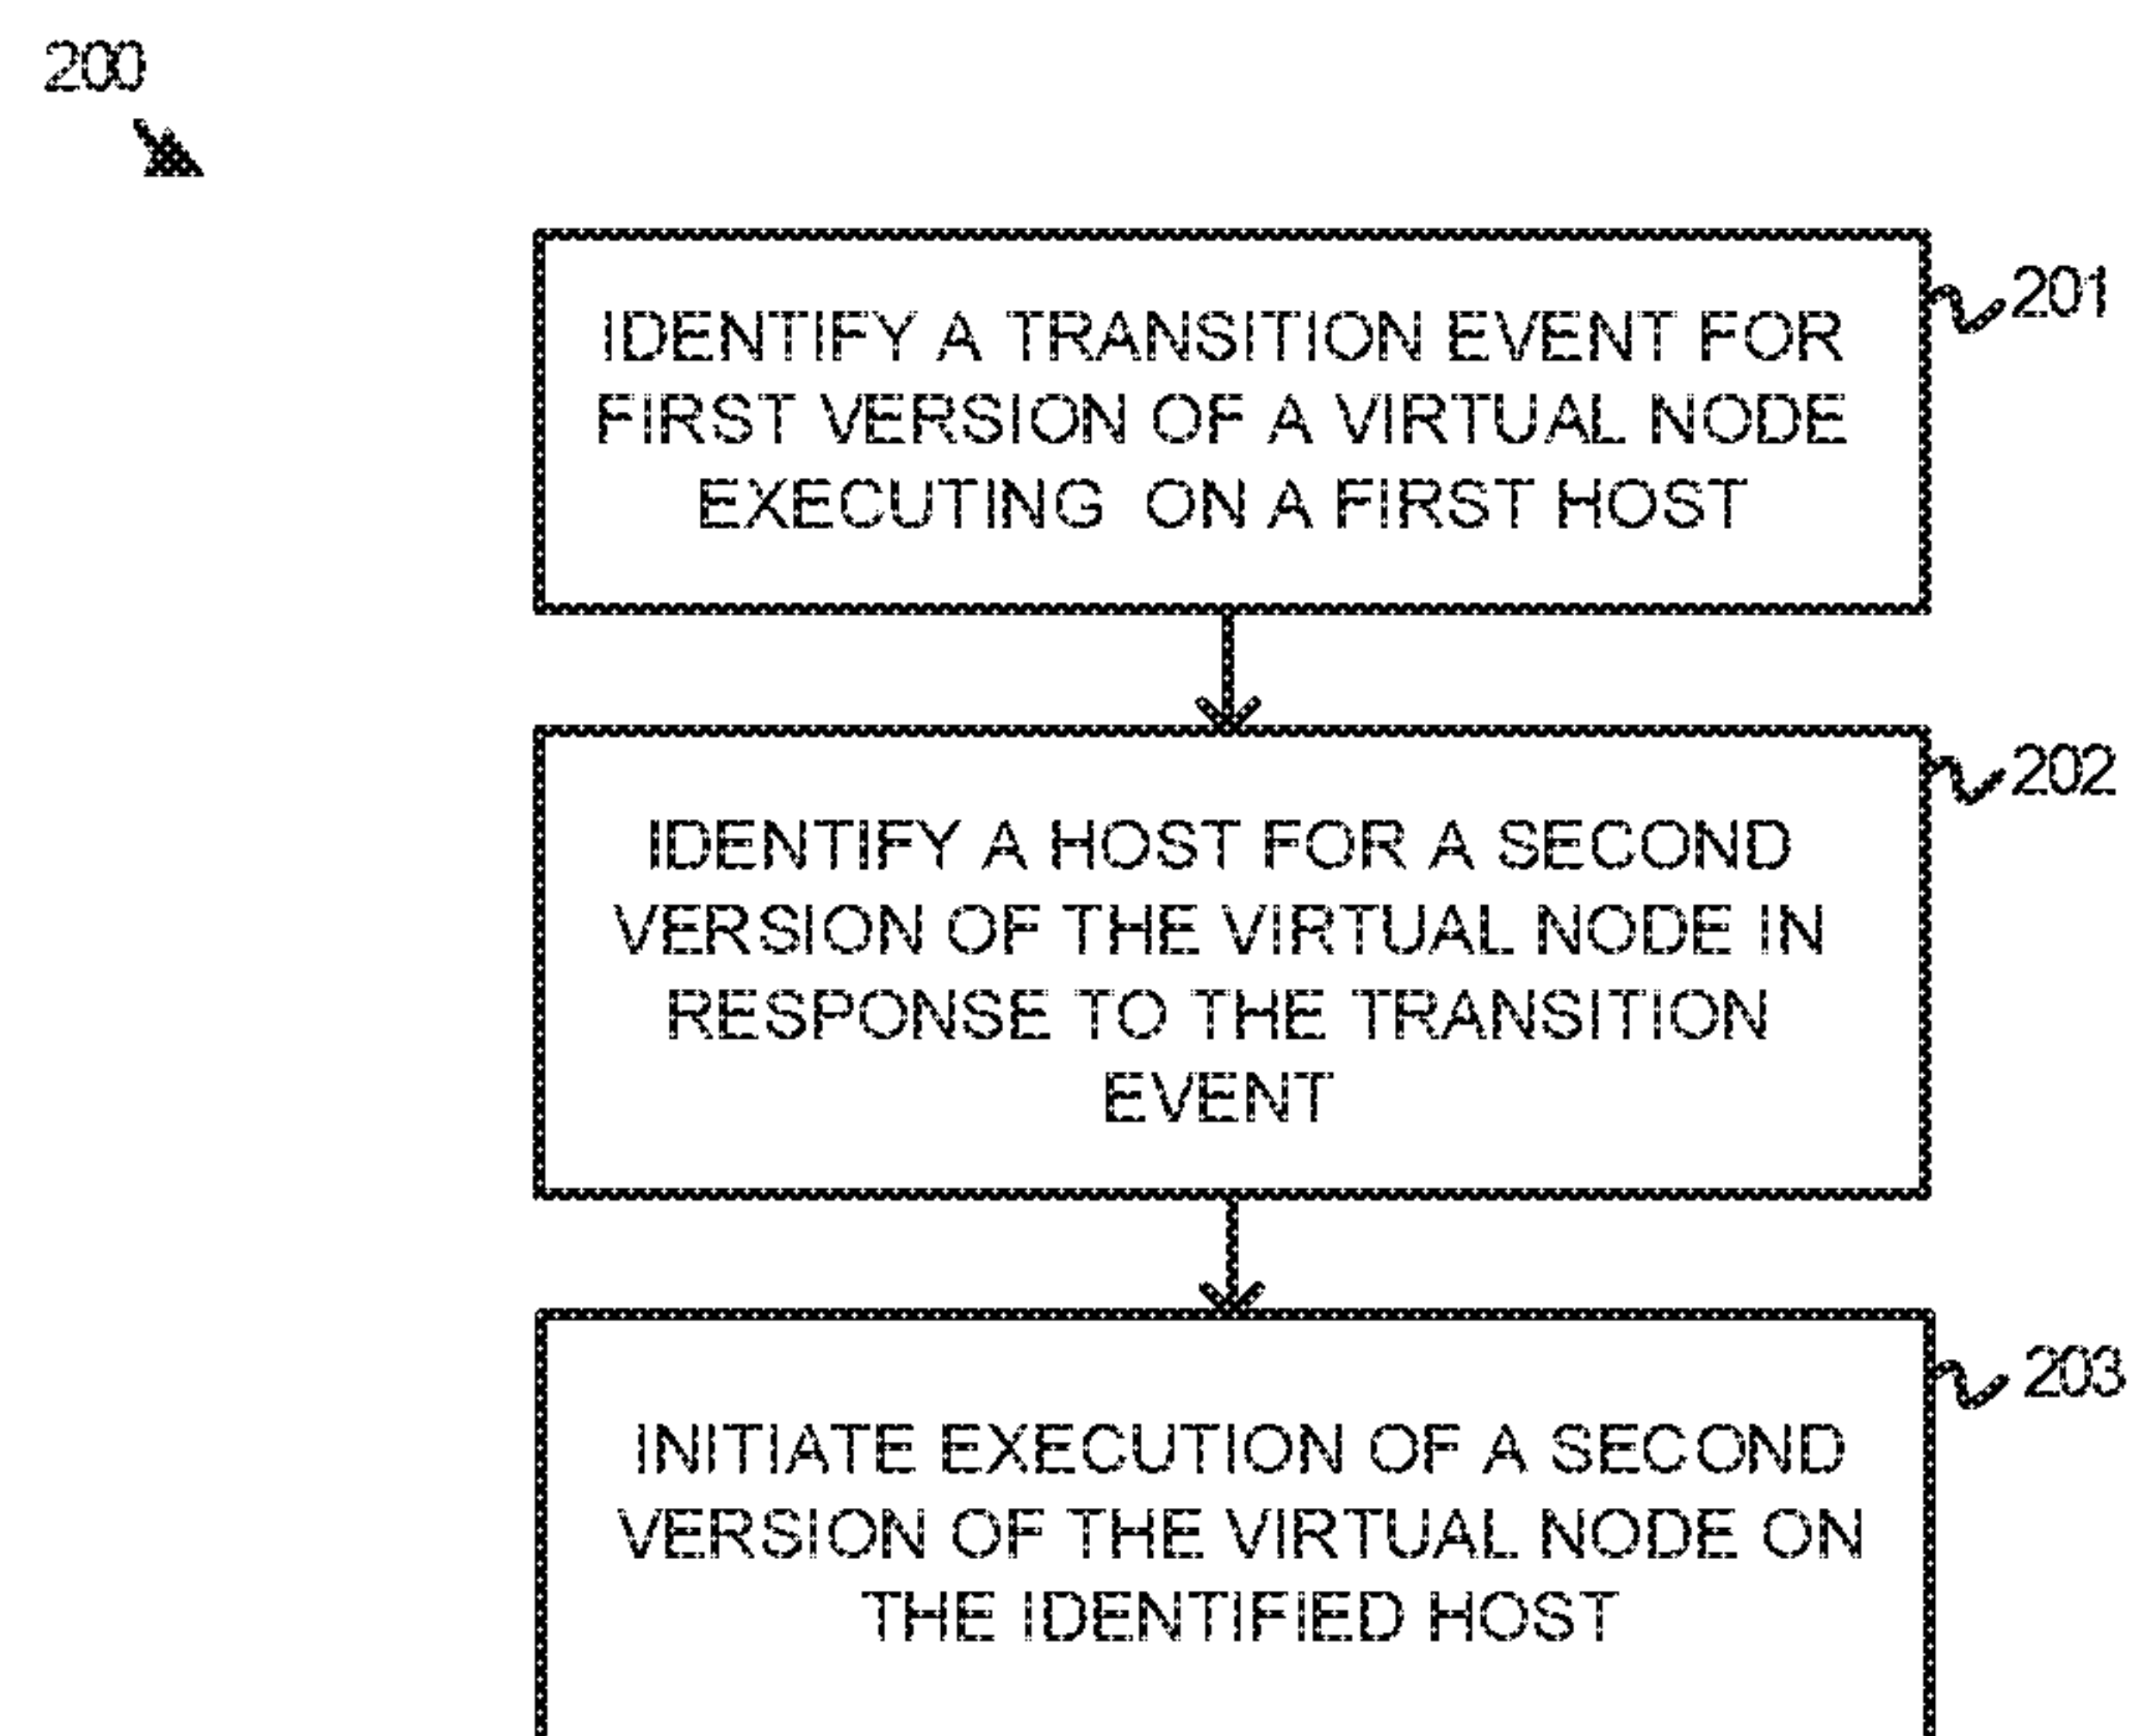 200
IDENTIFY A TRANSITION EVENT FOR
FIRST VERSION OF A VIRTUAL NODE
EXECUTING ON A FIRST HOST
201
IDENTIFY A HOST FOR A SECOND
VERSION OF THE VIRTUAL NODE IN
RESPONSE TO THE TRANSITION
EVENT
202
INITIATE EXECUTION OF A SECOND
VERSION OF THE VIRTUAL NODE ON
THE IDENTIFIED HOST
203